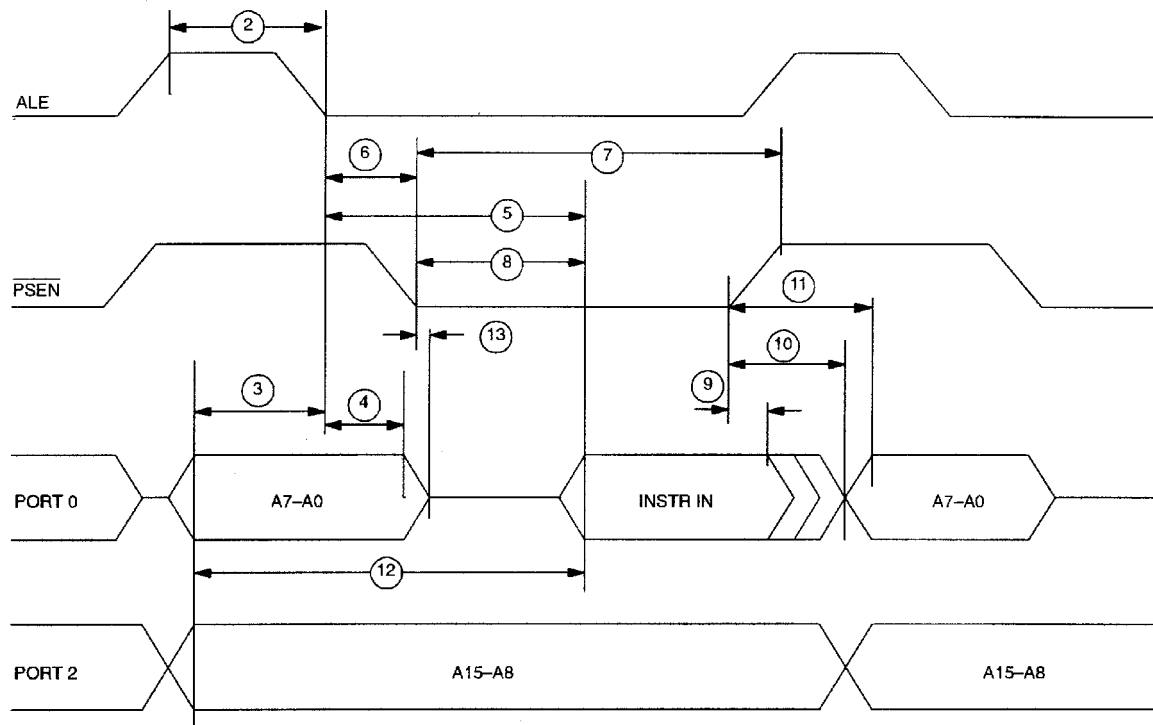 2
ALE
6
7
5
8
PSEN
11
13
10
9
3
4
PORT 0
A7–A0
INSTR IN
A7–A0
12
PORT 2
A15–A8
A15–A8